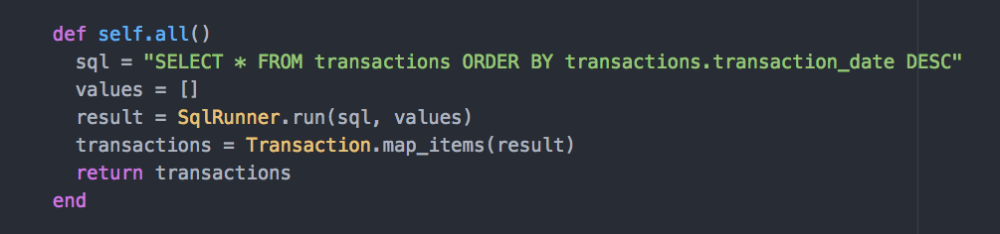 def self.all()
  sql = "SELECT * FROM transactions ORDER BY transactions.transaction_date DESC"
  values = []
  result = SqlRunner.run(sql, values)
  transactions = Transaction.map_items(result)
  return transactions
end